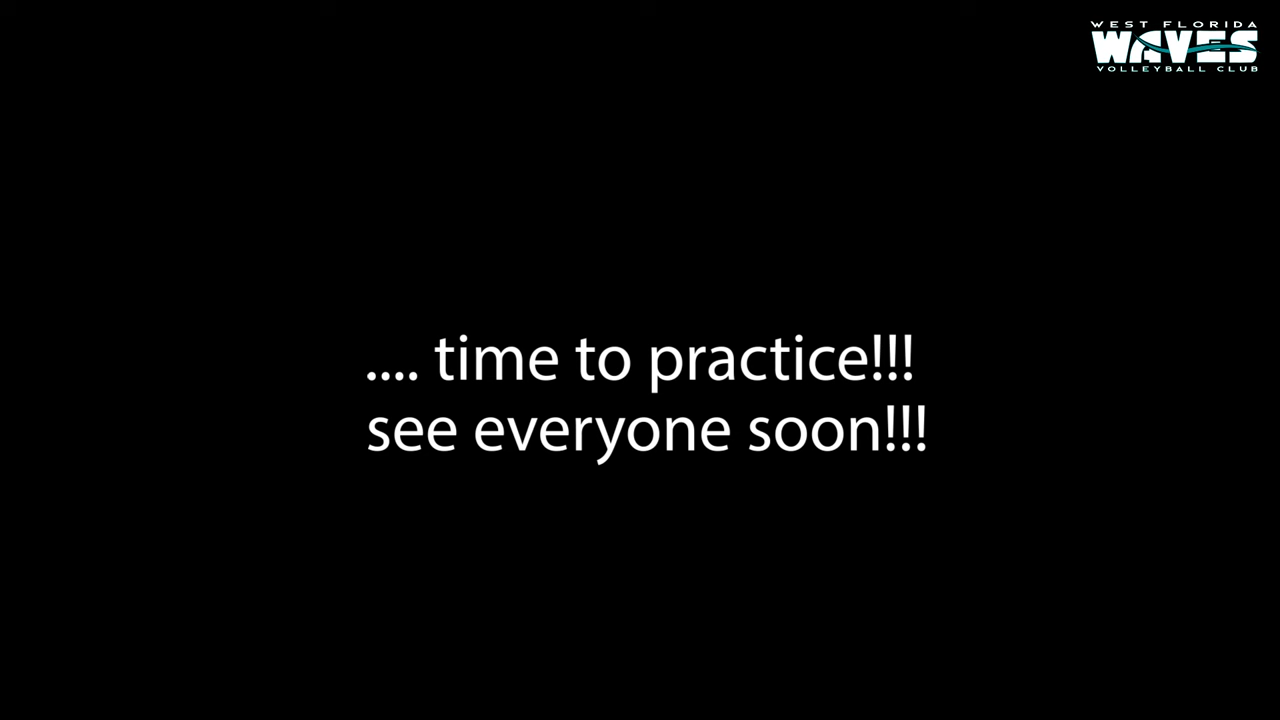 WEST FLORIDA
WAVES
VOLLEYBALL CLUB
.... time to practice!!!
see everyone soon!!!